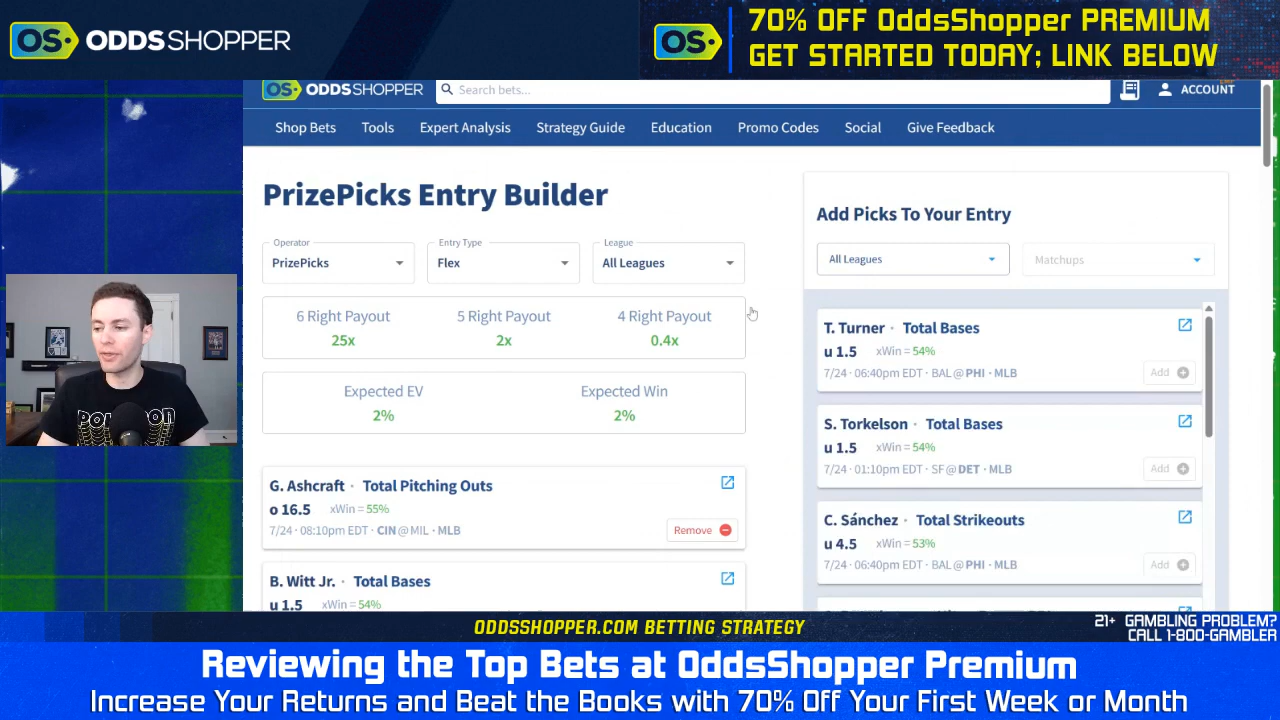 OS ODDSSHOPPER
OS 70% OFF OddsShopper PREMIUM
GET STARTED TODAY; LINK BELOW
OS ODDSSHOPPER
Search bets...
ACCOUNT
Shop Bets Tools Expert Analysis Strategy Guide Education Promo Codes Social Give Feedback
PrizePicks Entry Builder
Operator
PrizePicks
Entry Type
Flex
League
All Leagues
6 Right Payout 5 Right Payout 4 Right Payout
25x 2x 0.4x
Expected EV Expected Win
2% 2%
G. Ashcraft · Total Pitching Outs
o 16.5 xWin = 55%
7/24 · 08:10pm EDT · CIN @ MIL · MLB
Remove
B. Witt Jr. · Total Bases
u 1.5 xWin = 54%
Add Picks To Your Entry
All Leagues Matchups
T. Turner · Total Bases
u 1.5 xWin = 54%
7/24 · 06:40pm EDT · BAL @ PHI · MLB
Add
S. Torkelson · Total Bases
u 1.5 xWin = 54%
7/24 · 01:10pm EDT · SF @ DET · MLB
Add
C. Sánchez · Total Strikeouts
u 4.5 xWin = 53%
7/24 · 06:40pm EDT · BAL @ PHI · MLB
Add
POKÉMON
ODDSSHOPPER.COM BETTING STRATEGY
21+ GAMBLING PROBLEM?
CALL 1-800-GAMBLER
Reviewing the Top Bets at OddsShopper Premium
Increase Your Returns and Beat the Books with 70% Off Your First Week or Month